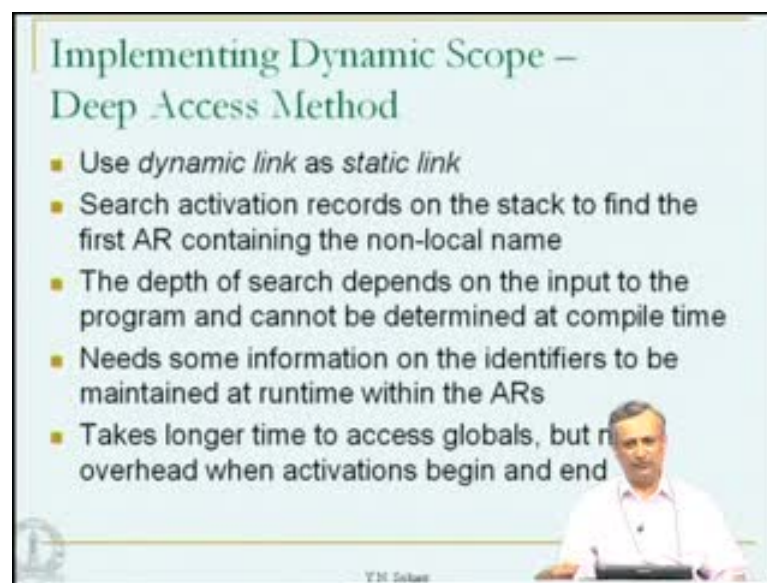 Implementing Dynamic Scope –
Deep Access Method
Use dynamic link as static link
Search activation records on the stack to find the
first AR containing the non-local name
The depth of search depends on the input to the
program and cannot be determined at compile time
Needs some information on the identifiers to be
maintained at runtime within the ARs
Takes longer time to access globals, but
overhead when activations begin and end
Y.N.